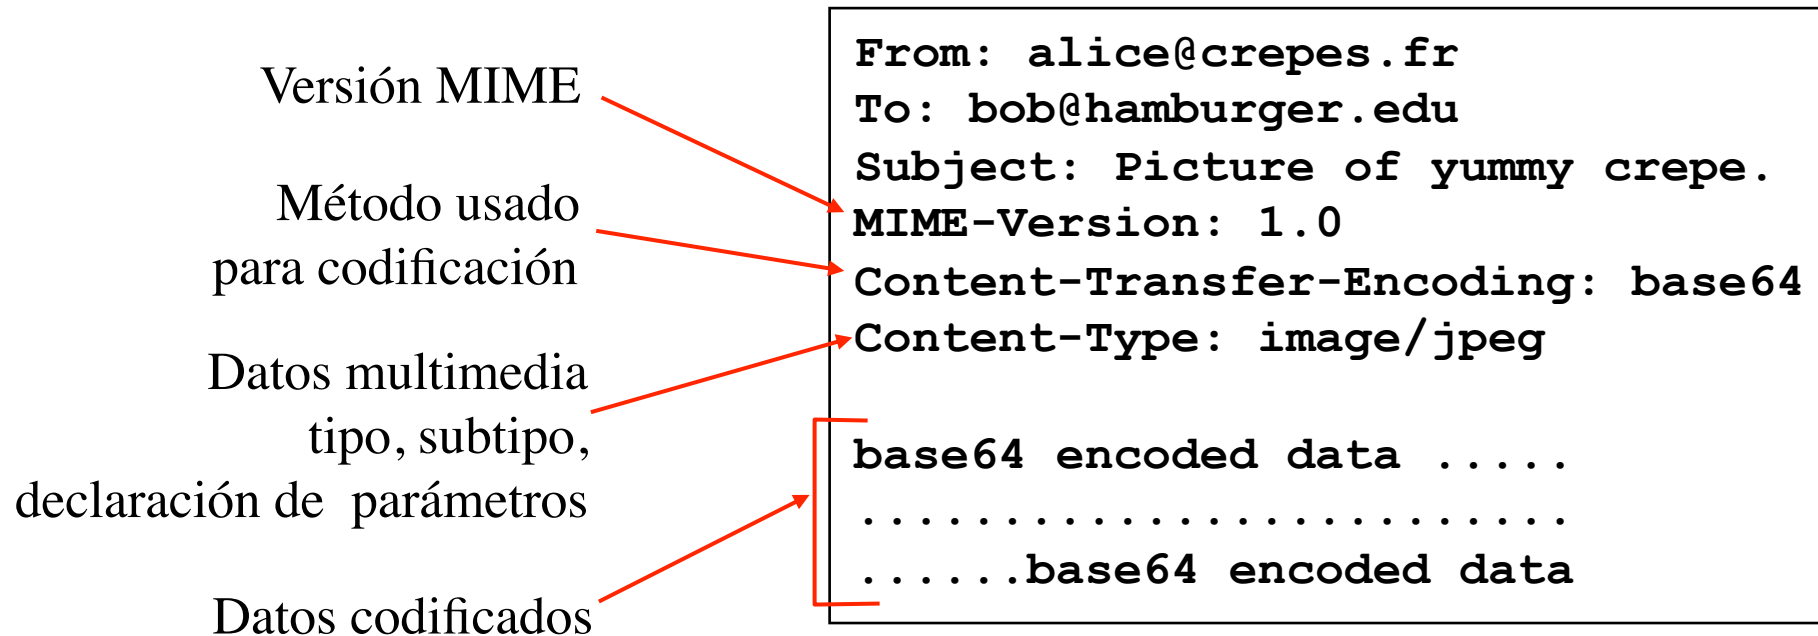 Versión MIME
Método usado
para codificación
Datos multimedia
tipo, subtipo,
declaración de parámetros
Datos codificados
From: alice@crepes.fr
To: bob@hamburger.edu
Subject: Picture of yummy crepe.
MIME-Version: 1.0
Content-Transfer-Encoding: base64
Content-Type: image/jpeg
base64 encoded data .....
.........................
......base64 encoded data